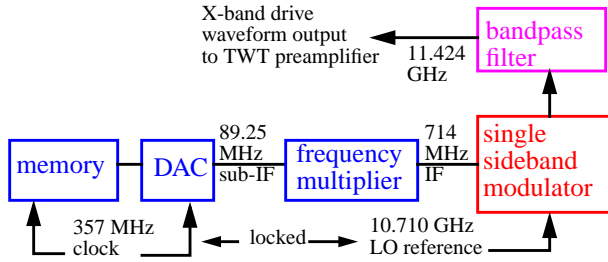 X-band drive
waveform output
to TWT preamplifier
11.424
GHz
bandpass
filter
memory
DAC
89.25
MHz
sub-IF
frequency
multiplier
714
MHz
IF
single
sideband
modulator
357 MHz
clock
locked
10.710 GHz
LO reference